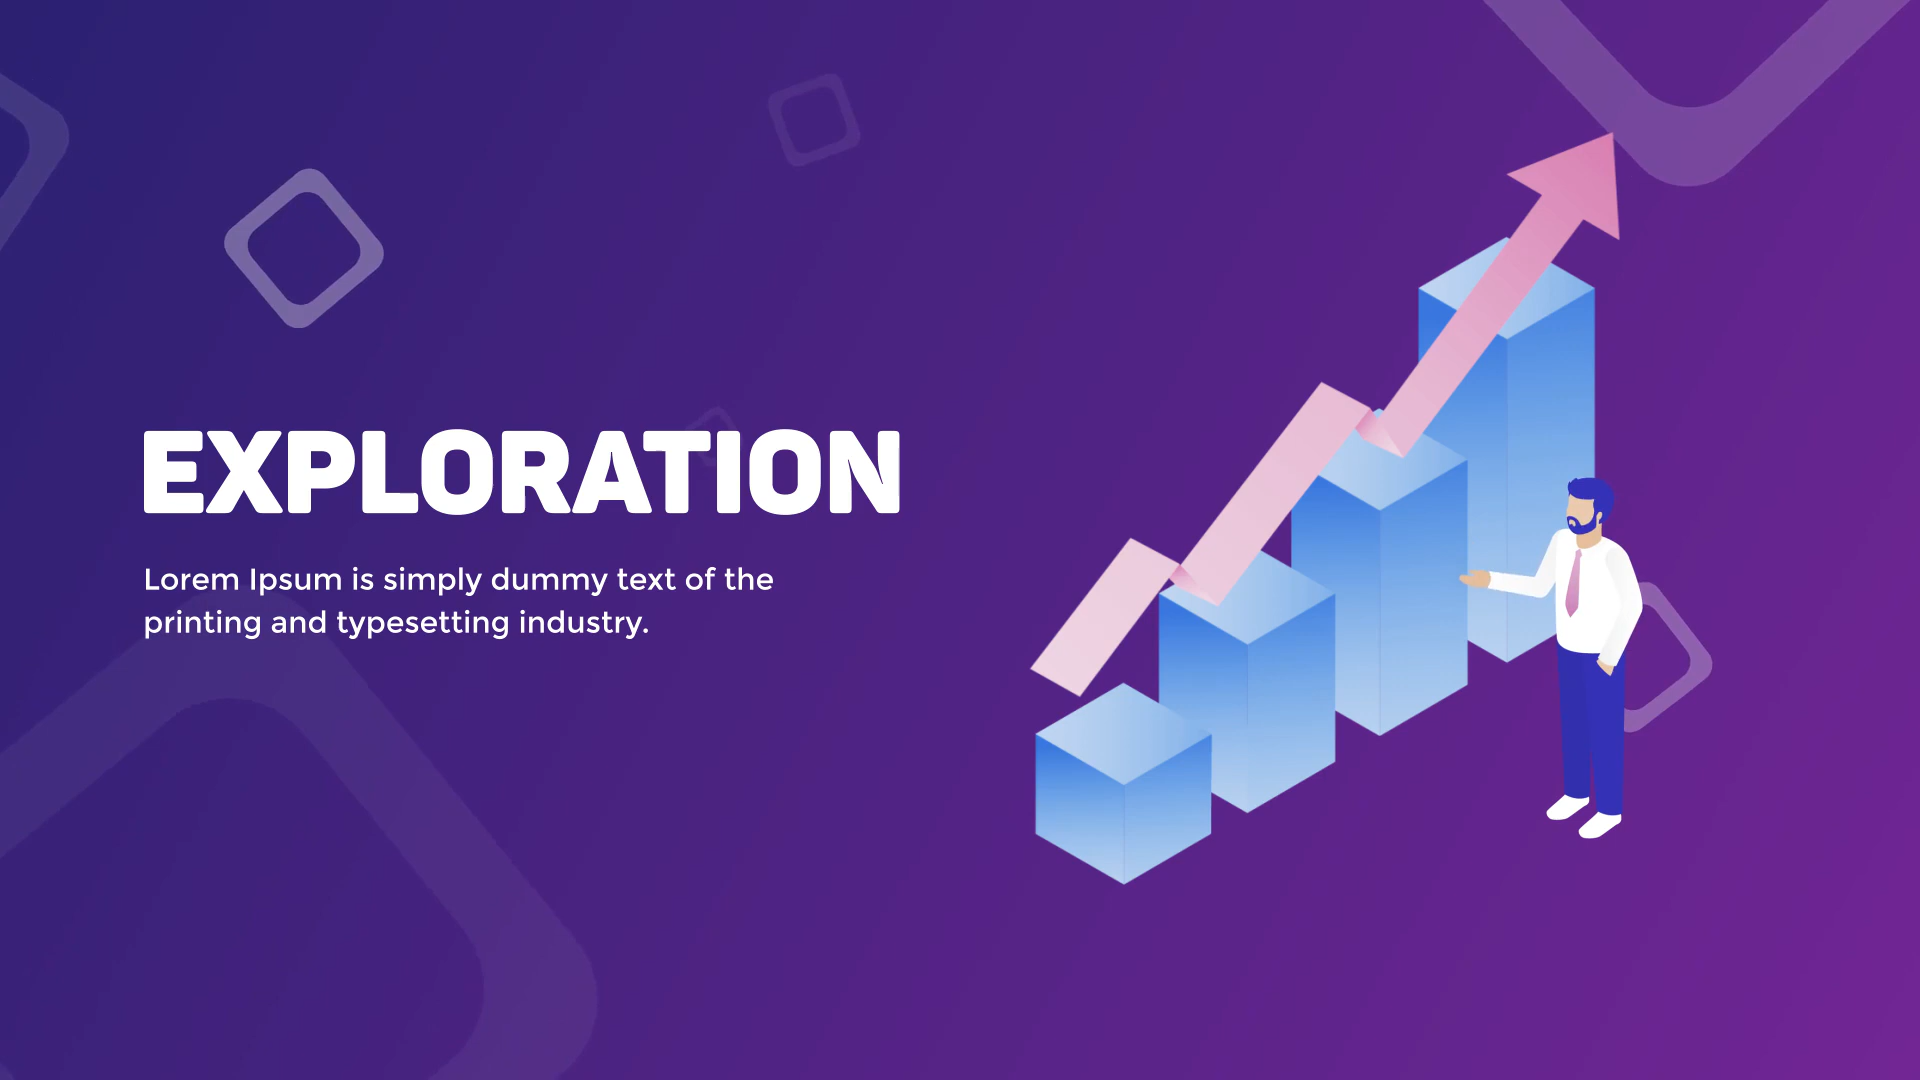 EXPLORATION
Lorem Ipsum is simply dummy text of the
printing and typesetting industry.